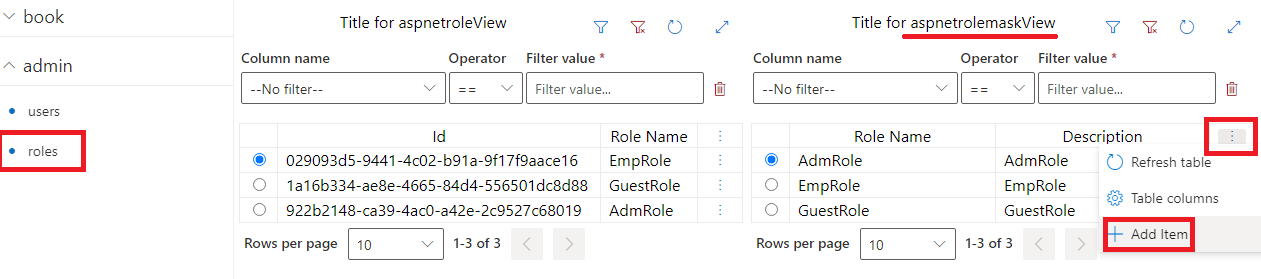 book
admin
users
roles
Title for aspnetroleView
Column name Operator Filter value *
--No filter-- == Filter value...
Id Role Name
029093d5-9441-4c02-b91a-9f17f9aace16 EmpRole
1a16b334-ae8e-4665-84d4-556501dc8d88 GuestRole
922b2148-ca39-4ac0-a42e-2c9527c68019 AdmRole
Rows per page 10 1-3 of 3
Title for aspnetrolemaskView
Column name Operator Filter value *
--No filter-- == Filter value...
Role Name Description
AdmRole AdmRole
EmpRole EmpRole
GuestRole GuestRole
Rows per page 10 1-3 of 3
Refresh table
Table columns
Add Item